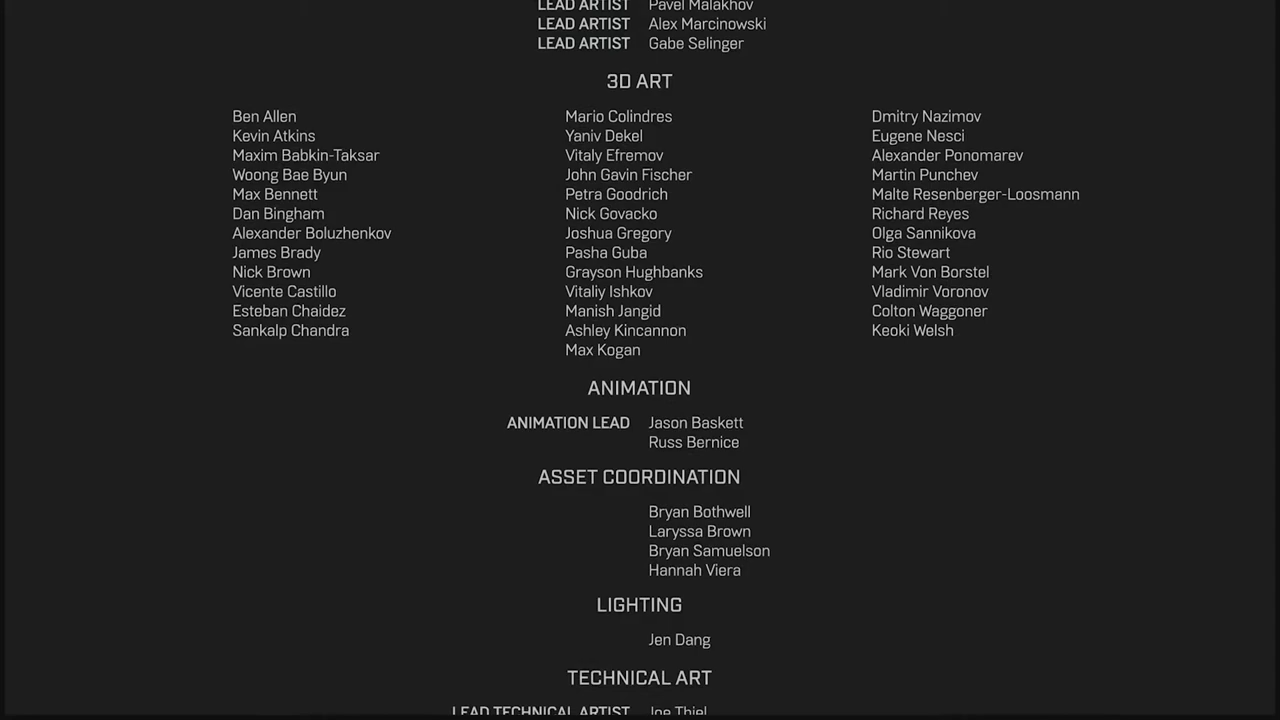 LEAD ARTIST Pavel Malakhov
LEAD ARTIST Alex Marcinowski
LEAD ARTIST Gabe Selinger
3D ART
Ben Allen
Kevin Atkins
Maxim Babkin-Taksar
Woong Bae Byun
Max Bennett
Dan Bingham
Alexander Boluzhenkov
James Brady
Nick Brown
Vicente Castillo
Esteban Chaidez
Sankalp Chandra
Mario Colindres
Yaniv Dekel
Vitaly Efremov
John Gavin Fischer
Petra Goodrich
Nick Govacko
Joshua Gregory
Pasha Guba
Grayson Hughbanks
Vitaliy Ishkov
Manish Jangid
Ashley Kincannon
Max Kogan
Dmitry Nazimov
Eugene Nesci
Alexander Ponomarev
Martin Punchev
Malte Resenberger-Loosmann
Richard Reyes
Olga Sannikova
Rio Stewart
Mark Von Borstel
Vladimir Voronov
Colton Waggoner
Keoki Welsh
ANIMATION
ANIMATION LEAD Jason Baskett
Russ Bernice
ASSET COORDINATION
Bryan Bothwell
Laryssa Brown
Bryan Samuelson
Hannah Viera
LIGHTING
Jen Dang
TECHNICAL ART
LEAD TECHNICAL ARTIST Joe Thiel